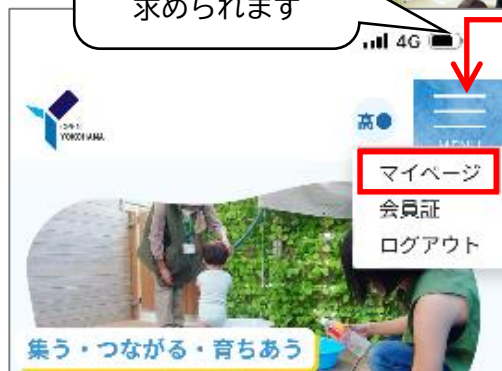 求められます
4G
OPEN
YOKOHAMA
高●
MENU
マイページ
会員証
ログアウト
集う・つながる・育ちあう